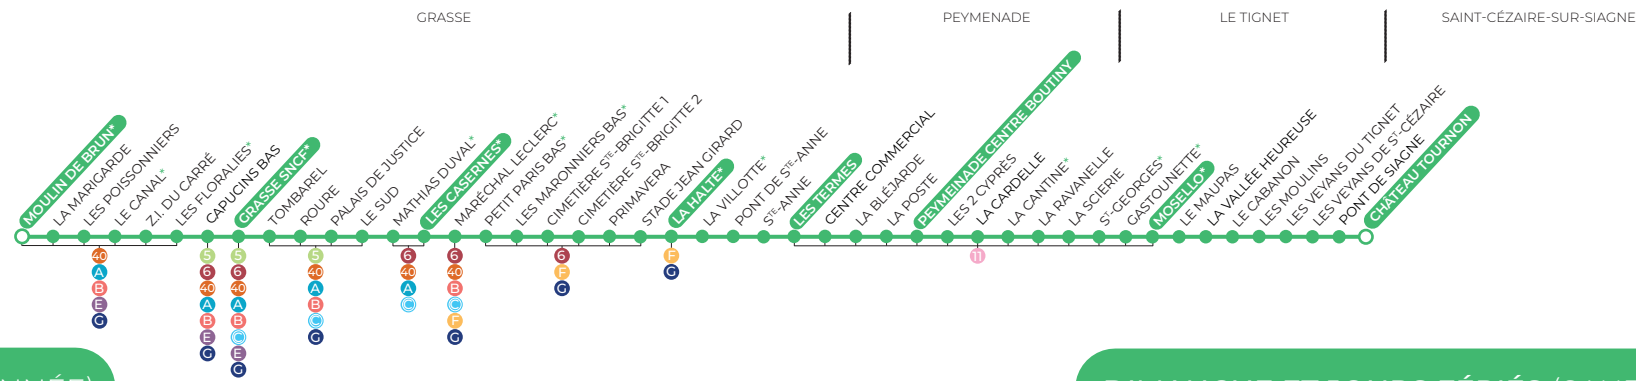 GRASSE
PEYMENADE
LE TIGNET
SAINT-CÉZAIRE-SUR-SIAGNE
MOULIN DE BRUN*
LA MARIGARDE
LES POISSONNIERS
LE CANAL*
Z.I. DU CARRÉ
LES FLORALIES*
CAPUCINS BAS
GRASSE SNCF*
TOMBAREL
ROURE
PALAIS DE JUSTICE
LE SUD
MATHIAS DUVAL*
LES CASERNES*
MARÉCHAL LECLERC*
PETIT PARIS BAS*
LES MARONNIERS BAS*
CIMETIÈRE STE-BRIGITTE 1
CIMETIÈRE STE-BRIGITTE 2
PRIMAVERA
STADE JEAN GIRARD
LA HALTE*
LA VILLOTTE*
PONT DE STE-ANNE
STE-ANNE
LES TERMES
CENTRE COMMERCIAL
LA BLÉJARDE
LA POSTE
PEYMEINADE CENTRE BOUTINY
LES 2 CYPRÈS
LA CARDELLE
LA CANTINE*
LA RAVANELLE
LA SCIERIE
ST-GEORGES*
GASTOUNETTE*
MOSELLO*
LE MAUPAS
LA VALLÉE HEUREUSE
LE CABANON
LES MOULINS
LES VEYANS DU TIGNET
LES VEYANS DE ST-CÉZAIRE
PONT DE SIAGNE
CHÂTEAU TOURNON
40
A
B
E
G
5
6
40
A
B
E
G
5
6
40
A
B
C
E
G
5
40
A
B
C
G
6
40
A
C
6
40
B
C
F
G
6
F
G
F
G
11